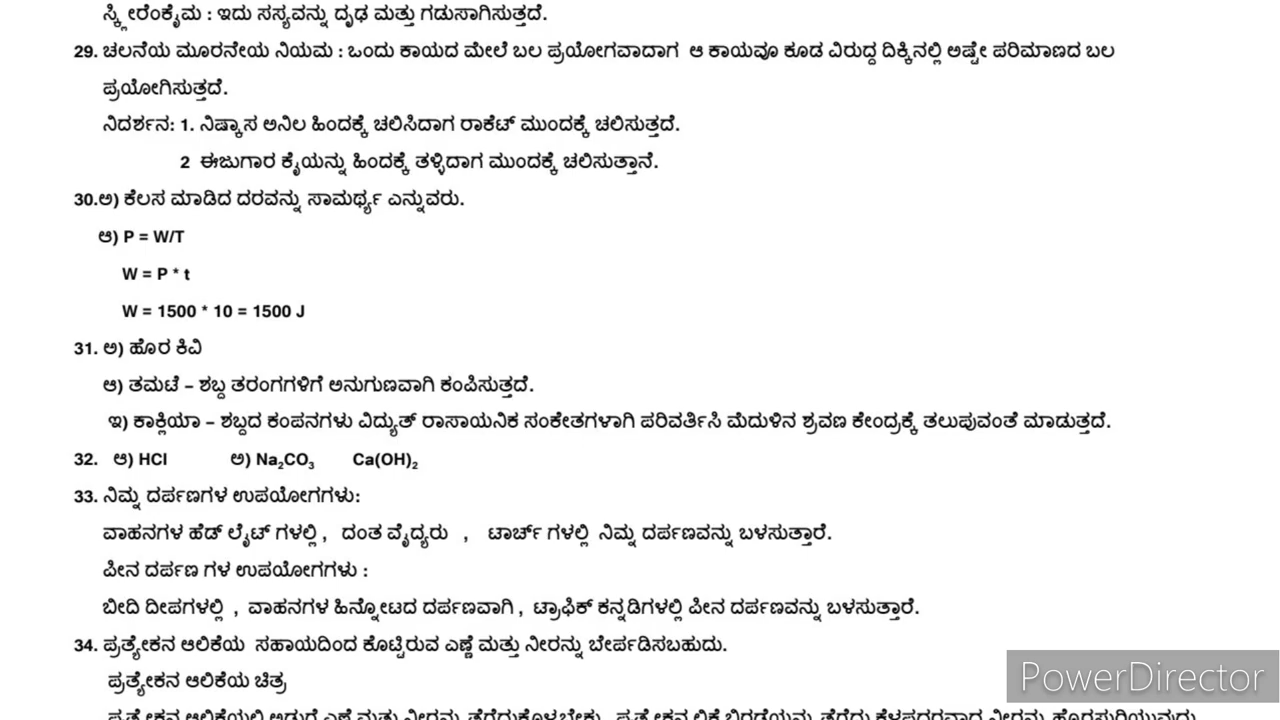 ಸ್ಕ್ಲೀರೆಂಕೈಮ : ಇದು ಸಸ್ಯವನ್ನು ದೃಢ ಮತ್ತು ಗಡುಸಾಗಿಸುತ್ತದೆ.
29. ಚಲನೆಯ ಮೂರನೇಯ ನಿಯಮ : ಒಂದು ಕಾಯದ ಮೇಲೆ ಬಲ ಪ್ರಯೋಗವಾದಾಗ ಆ ಕಾಯವೂ ಕೂಡ ವಿರುದ್ದ ದಿಕ್ಕಿನಲ್ಲಿ ಅಷ್ಟೇ ಪರಿಮಾಣದ ಬಲ
ಪ್ರಯೋಗಿಸುತ್ತದೆ.
ನಿದರ್ಶನ: 1. ನಿಷ್ಕಾಸ ಅನಿಲ ಹಿಂದಕ್ಕೆ ಚಲಿಸಿದಾಗ ರಾಕೆಟ್ ಮುಂದಕ್ಕೆ ಚಲಿಸುತ್ತದೆ.
2 ಈಜುಗಾರ ಕೈಯನ್ನು ಹಿಂದಕ್ಕೆ ತಳ್ಳಿದಾಗ ಮುಂದಕ್ಕೆ ಚಲಿಸುತ್ತಾನೆ.
30.ಅ) ಕೆಲಸ ಮಾಡಿದ ದರವನ್ನು ಸಾಮರ್ಥ್ಯ ಎನ್ನುವರು.
ಆ) P = W/T
W = P * t
W = 1500 * 10 = 1500 J
31. ಅ) ಹೊರ ಕಿವಿ
ಆ) ತಮಟೆ – ಶಬ್ದ ತರಂಗಗಳಿಗೆ ಅನುಗುಣವಾಗಿ ಕಂಪಿಸುತ್ತದೆ.
ಇ) ಕಾಕ್ಲಿಯಾ – ಶಬ್ದದ ಕಂಪನಗಳು ವಿದ್ಯುತ್ ರಾಸಾಯನಿಕ ಸಂಕೇತಗಳಾಗಿ ಪರಿವರ್ತಿಸಿ ಮೆದುಳಿನ ಶ್ರವಣ ಕೇಂದ್ರಕ್ಕೆ ತಲುಪುವಂತೆ ಮಾಡುತ್ತದೆ.
32. ಆ) HCl ಅ) Na₂CO₃ Ca(OH)₂
33. ನಿಮ್ನ ದರ್ಪಣಗಳ ಉಪಯೋಗಗಳು:
ವಾಹನಗಳ ಹೆಡ್ ಲೈಟ್ ಗಳಲ್ಲಿ , ದಂತ ವೈದ್ಯರು , ಟಾರ್ಚ್ ಗಳಲ್ಲಿ ನಿಮ್ನ ದರ್ಪಣವನ್ನು ಬಳಸುತ್ತಾರೆ.
ಪೀನ ದರ್ಪಣ ಗಳ ಉಪಯೋಗಗಳು :
ಬೀದಿ ದೀಪಗಳಲ್ಲಿ , ವಾಹನಗಳ ಹಿನ್ನೋಟದ ದರ್ಪಣವಾಗಿ , ಟ್ರಾಫಿಕ್ ಕನ್ನಡಿಗಳಲ್ಲಿ ಪೀನ ದರ್ಪಣವನ್ನು ಬಳಸುತ್ತಾರೆ.
34. ಪ್ರತ್ಯೇಕನ ಆಲಿಕೆಯ ಸಹಾಯದಿಂದ ಕೊಟ್ಟಿರುವ ಎಣ್ಣೆ ಮತ್ತು ನೀರನ್ನು ಬೇರ್ಪಡಿಸಬಹುದು.
ಪ್ರತ್ಯೇಕನ ಆಲಿಕೆಯ ಚಿತ್ರ
PowerDirector